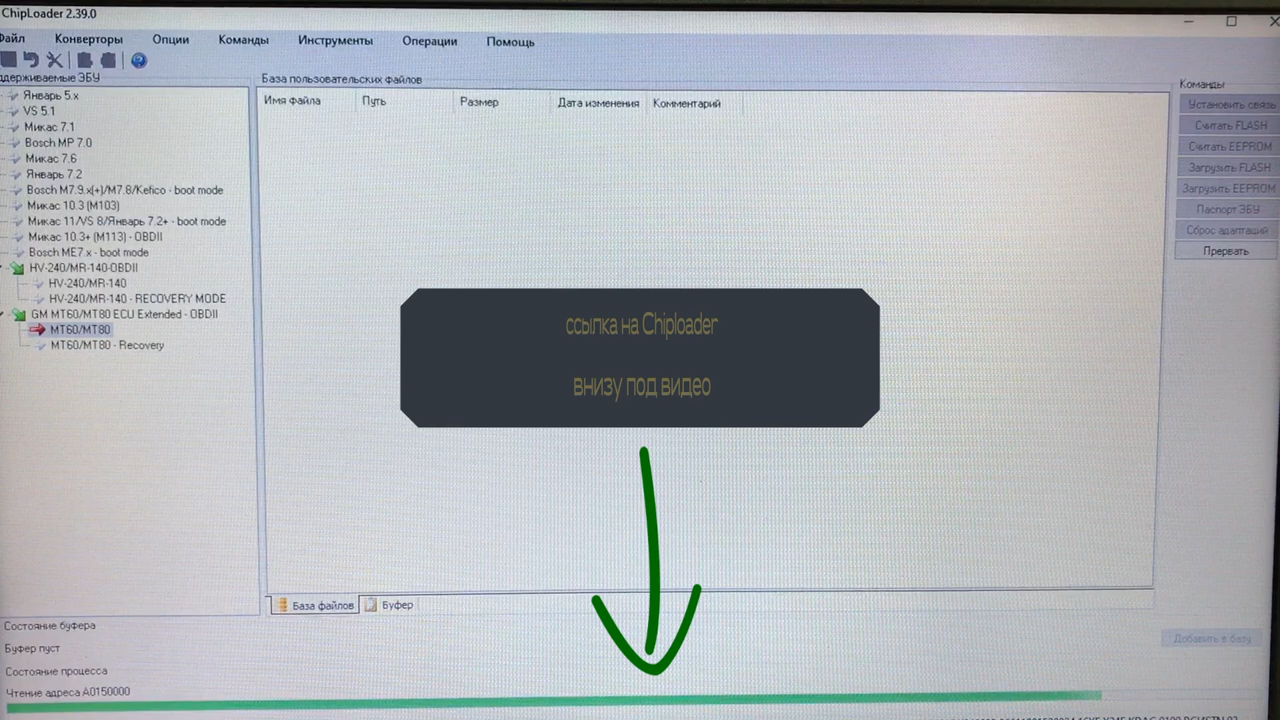 ChipLoader 2.39.0
Файл Конверторы Опции Команды Инструменты Операции Помощь
ддерживаемые ЭБУ
Январь 5.x
VS 5.1
Микас 7.1
Bosch MP 7.0
Микас 7.6
Январь 7.2
Bosch M7.9.x(+)/M7.8/Kefico - boot mode
Микас 10.3 (M103)
Микас 11/VS 8/Январь 7.2+ - boot mode
Микас 10.3+ (M113) - OBDII
Bosch ME7.x - boot mode
HV-240/MR-140-OBDII
HV-240/MR-140
HV-240/MR-140 - RECOVERY MODE
GM MT60/MT80 ECU Extended - OBDII
MT60/MT80
MT60/MT80 - Recovery
База пользовательских файлов
Имя файла Путь Размер Дата изменения Комментарий
ссылка на Chiploader
внизу под видео
База файлов Буфер
Команды
Установить связь
Считать FLASH
Считать EEPROM
Загрузить FLASH
Загрузить EEPROM
Паспорт ЭБУ
Сброс адаптаций
Прервать
Добавить в базу
Состояние буфера
Буфер пуст
Состояние процесса
Чтение адреса A0150000